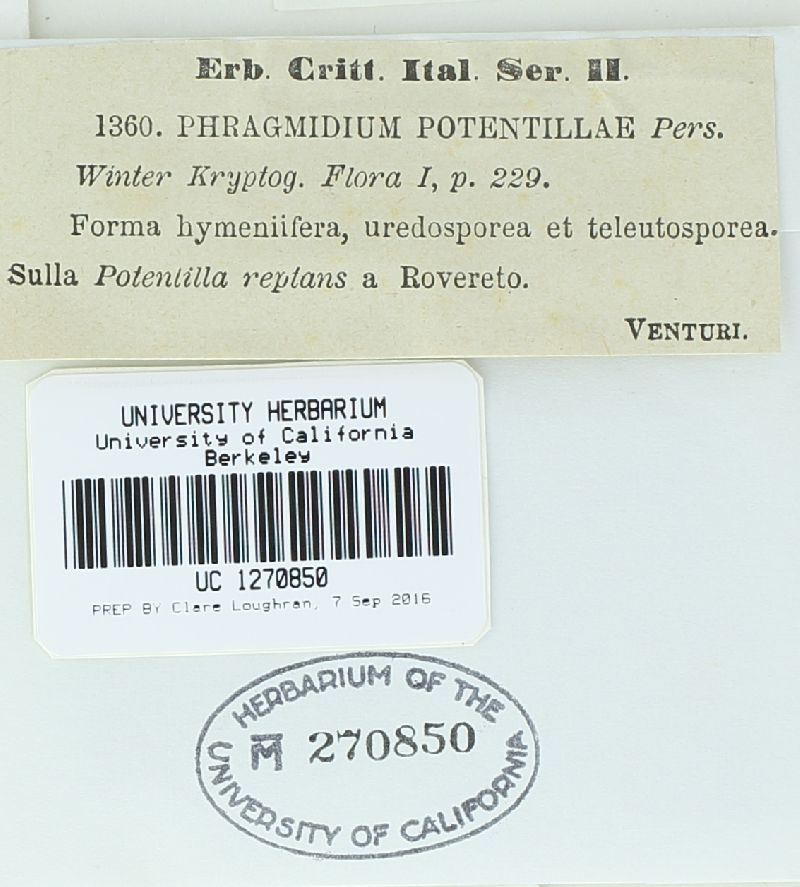 Erb. Critt. Ital. Ser. II.
1360. PHRAGMIDIUM POTENTILLAE Pers.
Winter Kryptog. Flora I, p. 229.
Forma hymeniifera, uredosporea et teleutosporea.
Sulla Potentilla reptans a Rovereto.
VENTURI.
UNIVERSITY HERBARIUM
University of California
Berkeley
UC 1270850
PREP BY Clare Loughran, 7 Sep 2016
HERBARIUM OF THE
M 270850
UNIVERSITY OF CALIFORNIA